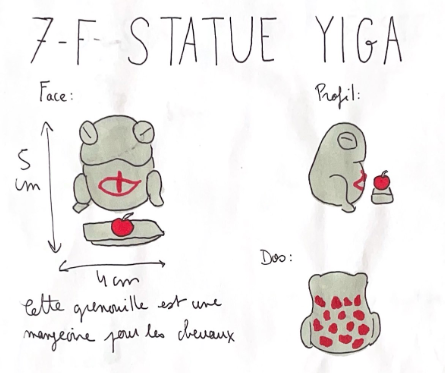 7-F STATUE YIGA
Face:
Profil:
5
cm
4 cm
Dos:
Cette grenouille est une
mangeoire pour les chevaux